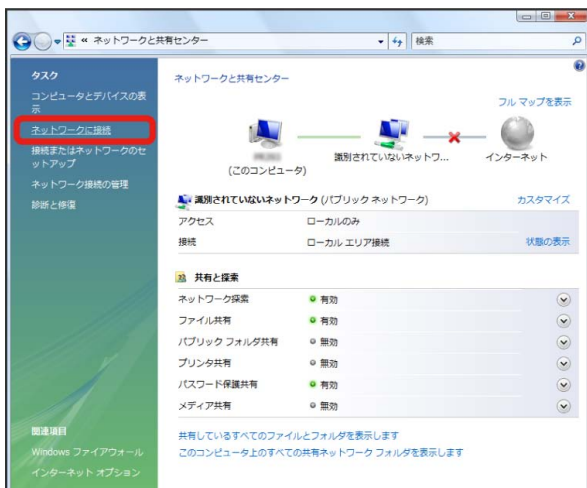 « ネットワークと共有センター
検索
タスク
コンピュータとデバイスの表
示
ネットワークに接続
接続またはネットワークのセ
ットアップ
ネットワーク接続の管理
診断と修復
関連項目
Windows ファイアウォール
インターネット オプション
ネットワークと共有センター
フル マップを表示
(このコンピュータ)
識別されていないネットワ...
インターネット
識別されていないネットワーク (パブリック ネットワーク)
カスタマイズ
アクセス ローカルのみ
接続 ローカル エリア接続 状態の表示
共有と探索
ネットワーク探索 有効
ファイル共有 有効
パブリック フォルダ共有 無効
プリンタ共有 無効
パスワード保護共有 有効
メディア共有 無効
共有しているすべてのファイルとフォルダを表示します
このコンピュータ上のすべての共有ネットワーク フォルダを表示します